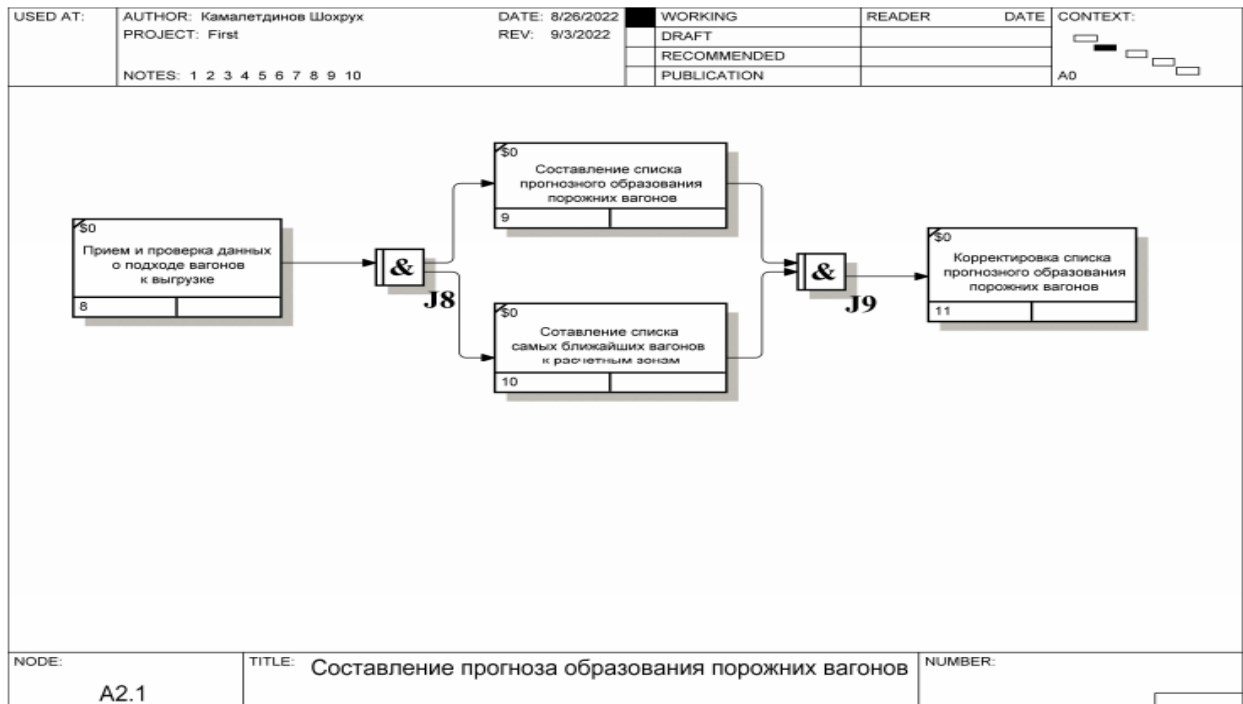 USED AT:
AUTHOR: Камалетдинов Шохрух
DATE: 8/26/2022
PROJECT: First
REV: 9/3/2022
NOTES: 1 2 3 4 5 6 7 8 9 10
WORKING
DRAFT
RECOMMENDED
PUBLICATION
READER DATE
CONTEXT:
A0
$0
Прием и проверка данных
о подходе вагонов
к выгрузке
8
&
J8
$0
Составление списка
прогнозного образования
порожних вагонов
9
$0
Сотавление списка
самых ближайших вагонов
к расчетным зонам
10
&
J9
$0
Корректировка списка
прогнозного образования
порожних вагонов
11
NODE:
A2.1
TITLE: Составление прогноза образования порожних вагонов
NUMBER: